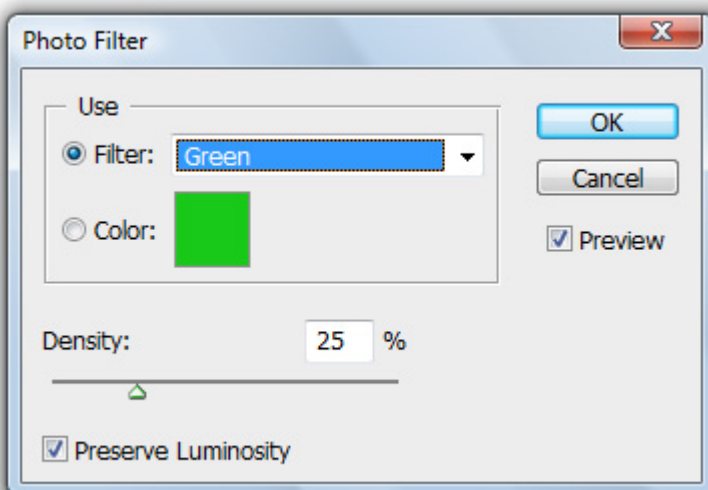 Photo Filter
Use
Filter: Green
Color:
OK
Cancel
Preview
Density: 25 %
Preserve Luminosity